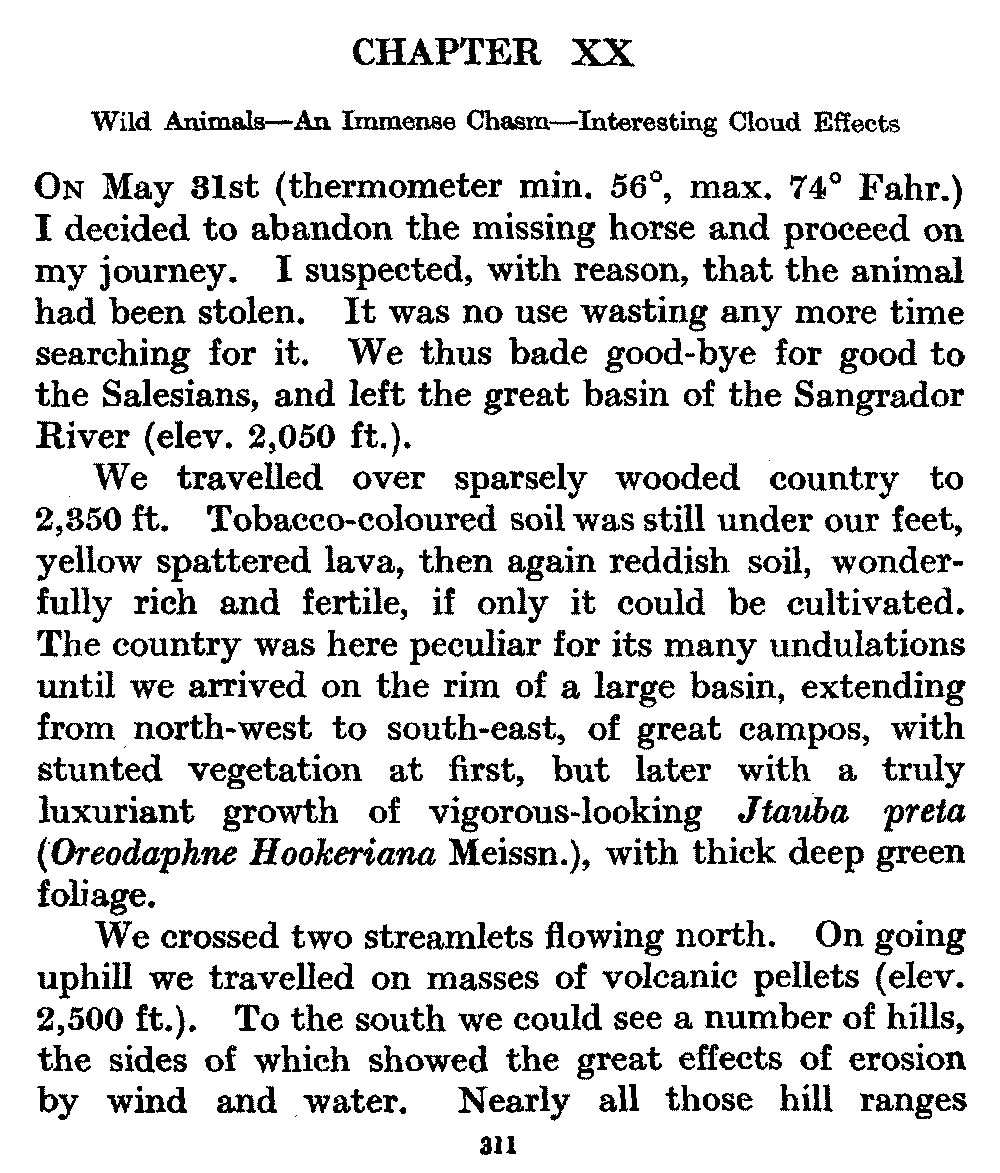 CHAPTER XX
Wild Animals—An Immense Chasm—Interesting Cloud Effects
ON May 31st (thermometer min. 56°, max. 74° Fahr.)
I decided to abandon the missing horse and proceed on
my journey. I suspected, with reason, that the animal
had been stolen. It was no use wasting any more time
searching for it. We thus bade good-bye for good to
the Salesians, and left the great basin of the Sangrador
River (elev. 2,050 ft.).
We travelled over sparsely wooded country to
2,350 ft. Tobacco-coloured soil was still under our feet,
yellow spattered lava, then again reddish soil, wonder-
fully rich and fertile, if only it could be cultivated.
The country was here peculiar for its many undulations
until we arrived on the rim of a large basin, extending
from north-west to south-east, of great campos, with
stunted vegetation at first, but later with a truly
luxuriant growth of vigorous-looking Jtauba preta
(Oreodaphne Hookeriana Meissn.), with thick deep green
foliage.
We crossed two streamlets flowing north. On going
uphill we travelled on masses of volcanic pellets (elev.
2,500 ft.). To the south we could see a number of hills,
the sides of which showed the great effects of erosion
by wind and water. Nearly all those hill ranges
311